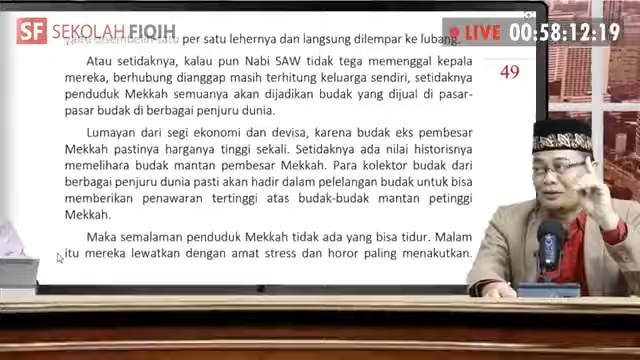 SF SEKOLAH FIQIH
LIVE 00:58:12:19
satu per satu lehernya dan langsung dilempar ke lubang.
Atau setidaknya, kalau pun Nabi SAW tidak tega memenggal kepala
mereka, berhubung dianggap masih terhitung keluarga sendiri, setidaknya
penduduk Mekkah semuanya akan dijadikan budak yang dijual di pasar-
pasar budak di berbagai penjuru dunia.
49
Lumayan dari segi ekonomi dan devisa, karena budak eks pembesar
Mekkah pastinya harganya tinggi sekali. Setidaknya ada nilai historisnya
memelihara budak mantan pembesar Mekkah. Para kolektor budak dari
berbagai penjuru dunia pasti akan hadir dalam pelelangan budak untuk bisa
memberikan penawaran tertinggi atas budak-budak mantan petinggi
Mekkah.
Maka semalaman penduduk Mekkah tidak ada yang bisa tidur. Malam
itu mereka lewatkan dengan amat stress dan horor paling menakutkan.